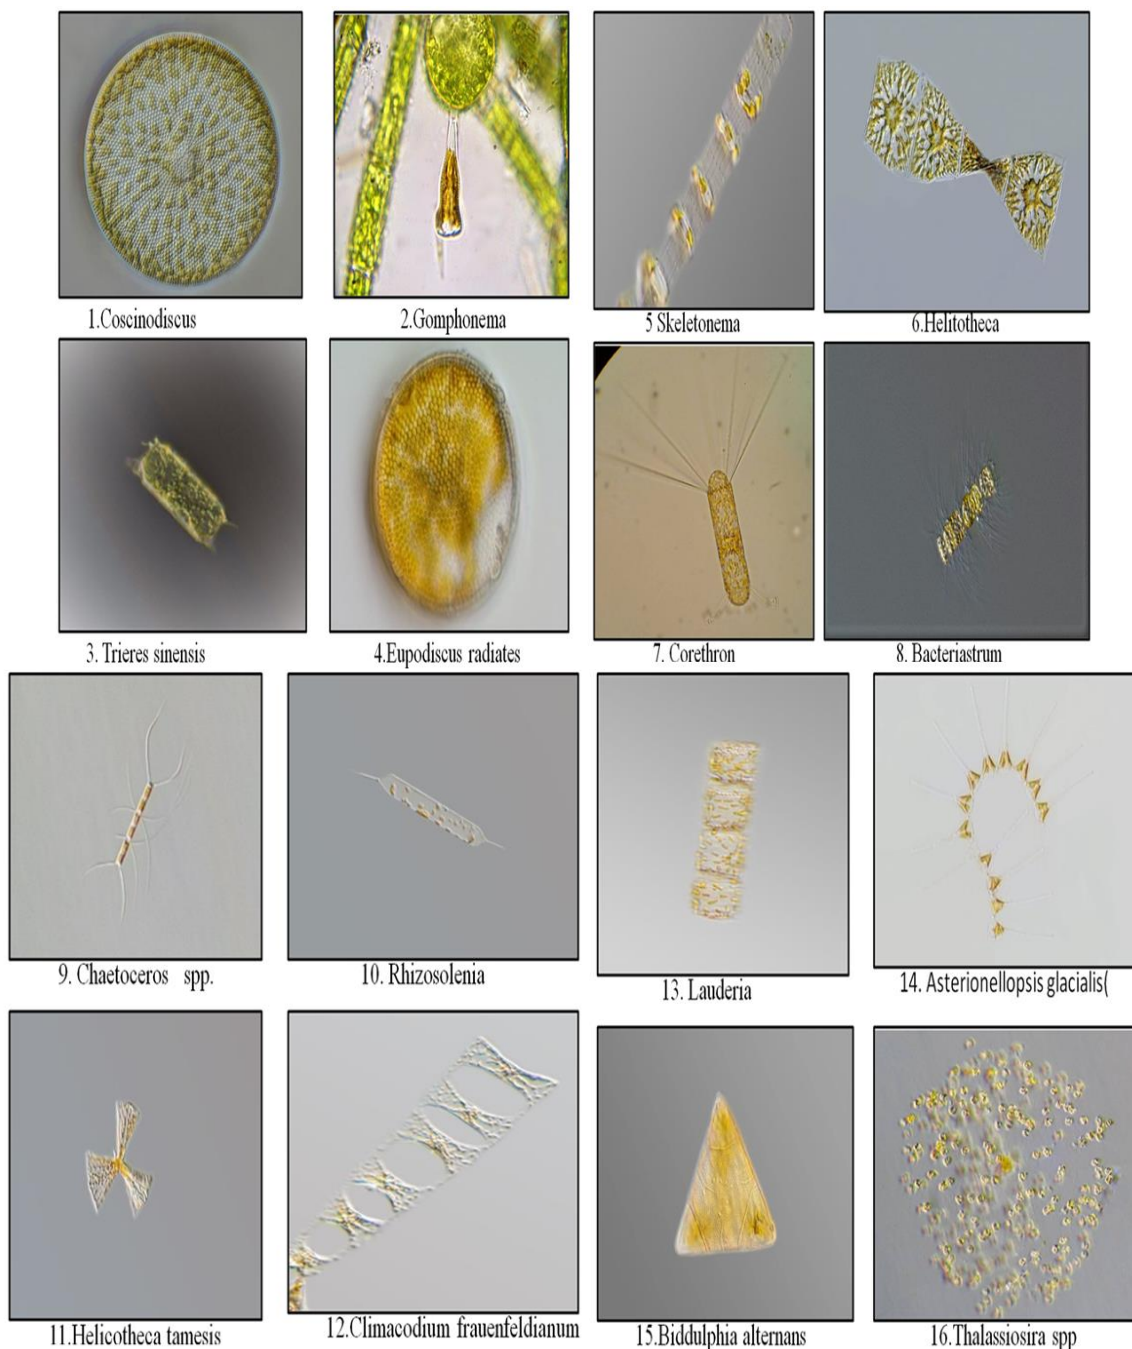 1.Coscinodiscus
2.Gomphonema
5 Skeletonema
6.Helitotheca
3. Trieres sinensis
4.Eupodiscus radiates
7. Corethron
8. Bacteriastrum
9. Chaetoceros spp.
10. Rhizosolenia
13. Lauderia
14. Asterionellopsis glacialis(
11.Helicotheca tamesis
12.Climacodium frauenfeldianum
15.Biddulphia alternans
16.Thalassiosira spp